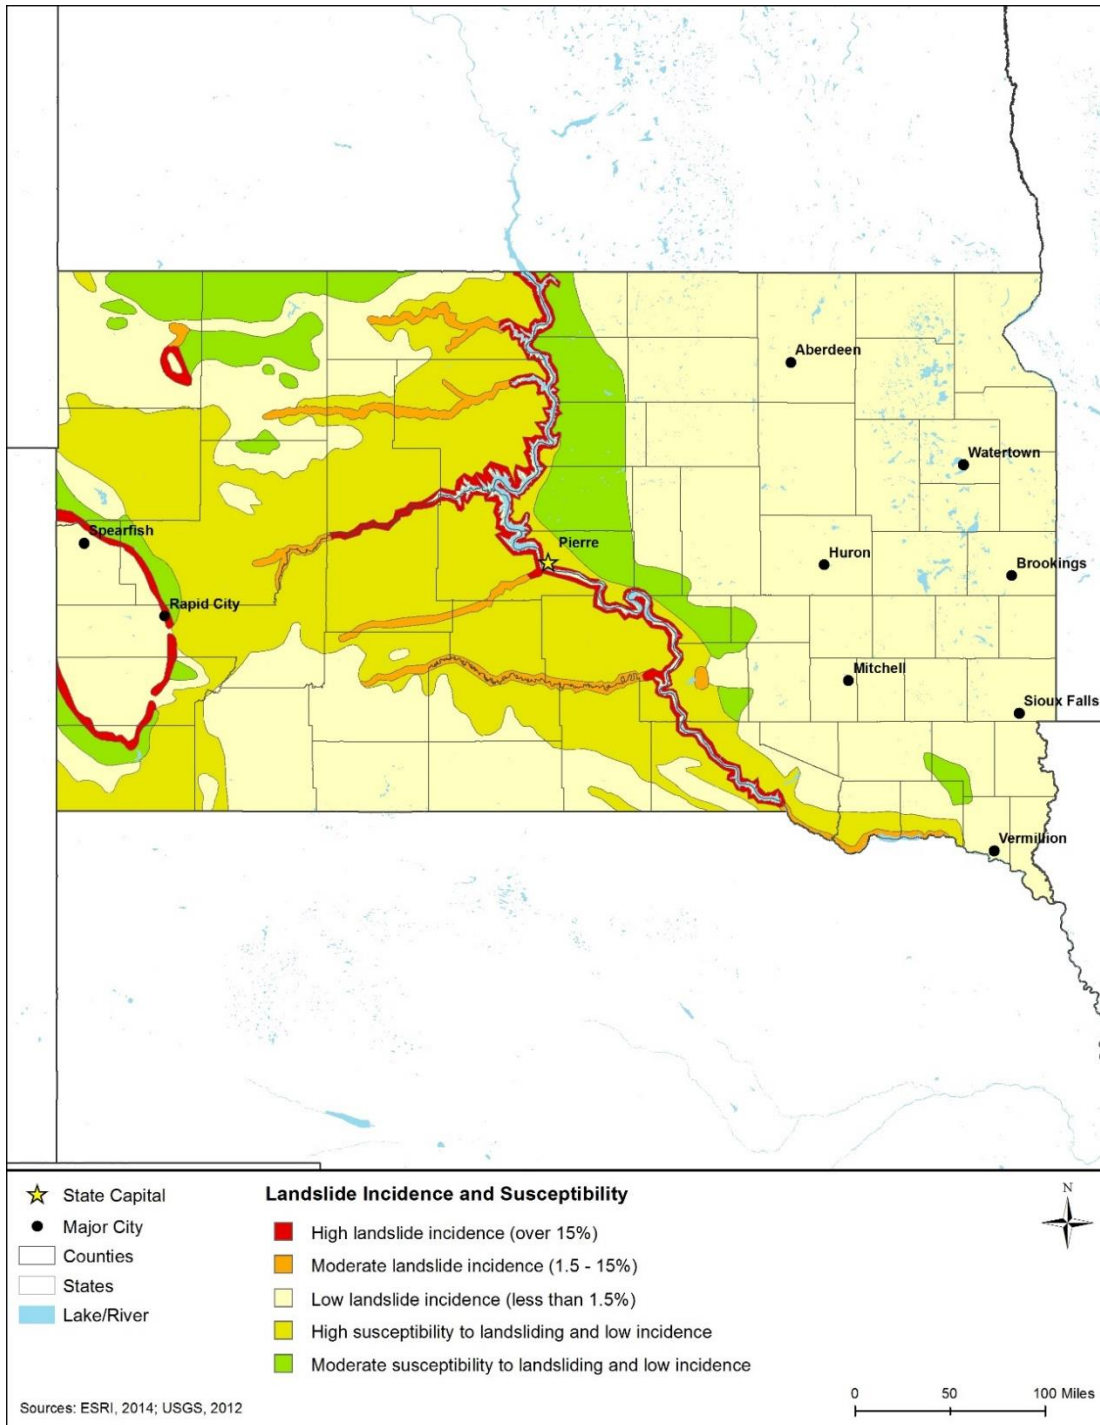 Aberdeen
Watertown
Spearfish
Pierre
Huron
Brookings
Rapid City
Mitchell
Sioux Falls
Vermillion
State Capital
Major City
Counties
States
Lake/River
Landslide Incidence and Susceptibility
High landslide incidence (over 15%)
Moderate landslide incidence (1.5 - 15%)
Low landslide incidence (less than 1.5%)
High susceptibility to landsliding and low incidence
Moderate susceptibility to landsliding and low incidence
N
Sources: ESRI, 2014; USGS, 2012
0 50 100 Miles